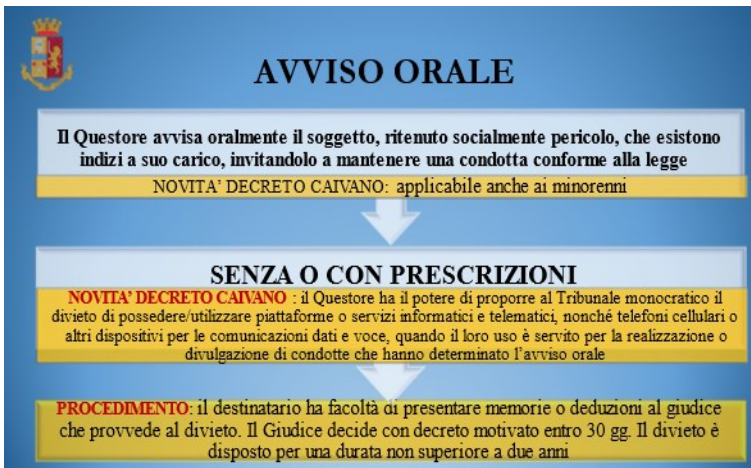 AVVISO ORALE
Il Questore avvisa oralmente il soggetto, ritenuto socialmente pericolo, che esistono
indizi a suo carico, invitandolo a mantenere una condotta conforme alla legge
NOVITA' DECRETO CAIVANO: applicabile anche ai minorenni
SENZA O CON PRESCRIZIONI
NOVITA' DECRETO CAIVANO : il Questore ha il potere di proporre al Tribunale monocratico il
divieto di possedere/utilizzare piattaforme o servizi informatici e telematici, nonché telefoni cellulari o
altri dispositivi per le comunicazioni dati e voce, quando il loro uso è servito per la realizzazione o
divulgazione di condotte che hanno determinato l'avviso orale
PROCEDIMENTO: il destinatario ha facoltà di presentare memorie o deduzioni al giudice
che provvede al divieto. Il Giudice decide con decreto motivato entro 30 gg. Il divieto è
disposto per una durata non superiore a due anni